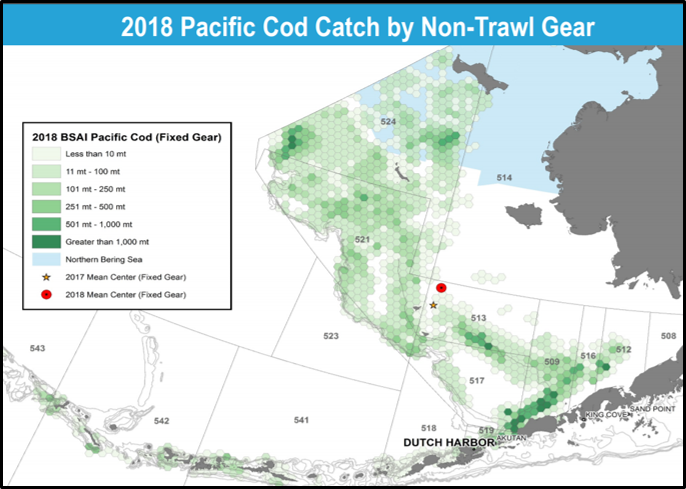 2018 Pacific Cod Catch by Non-Trawl Gear
2018 BSAI Pacific Cod (Fixed Gear)
Less than 10 mt
11 mt - 100 mt
101 mt - 250 mt
251 mt - 500 mt
501 mt - 1,000 mt
Greater than 1,000 mt
Northern Bering Sea
2017 Mean Center (Fixed Gear)
2018 Mean Center (Fixed Gear)
524
514
521
523
513
509
516
512
508
517
543
542
541
518
519
DUTCH HARBOR
AKUTAN
KING COVE
SAND POINT